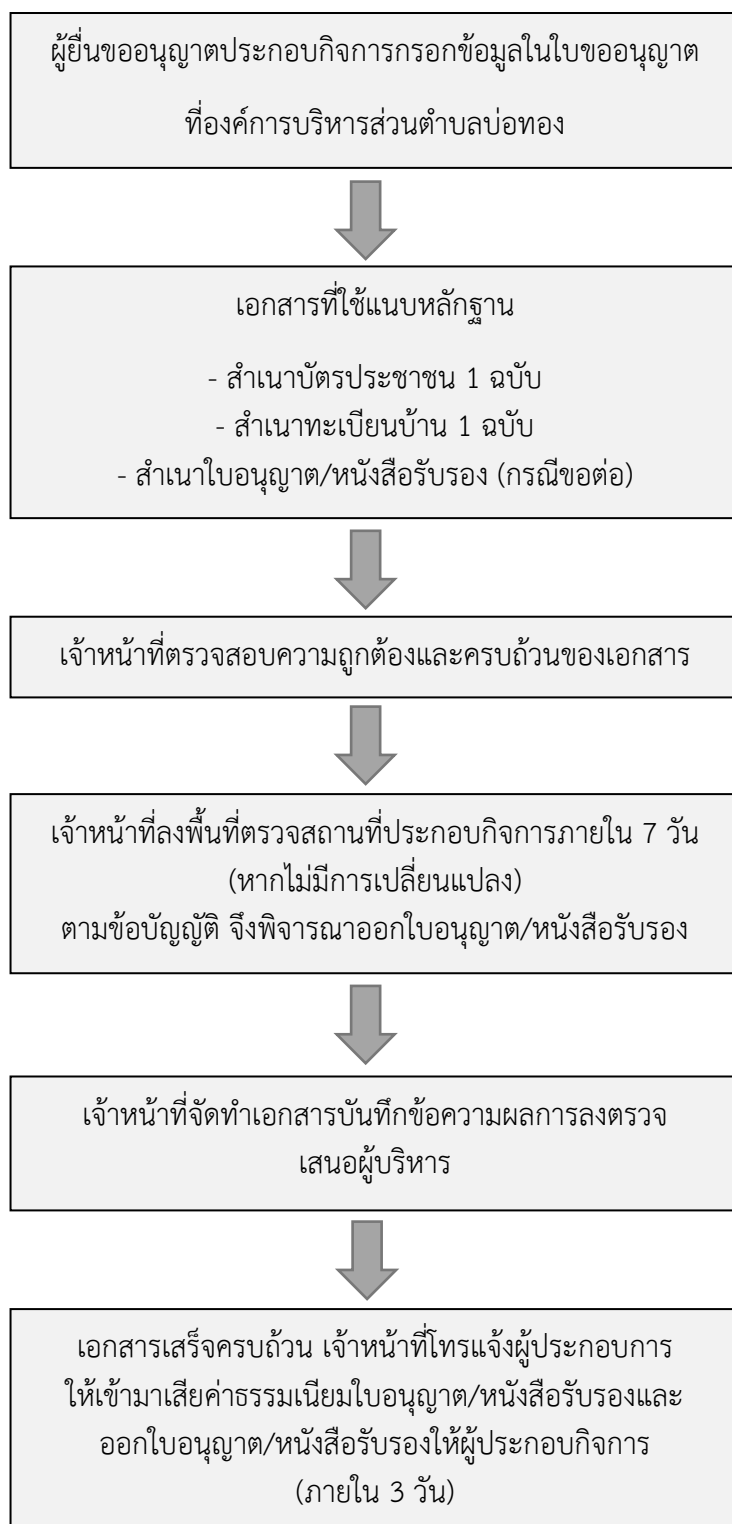 ผู้ยื่นขออนุญาตประกอบกิจการกรอกข้อมูลในใบขออนุญาต
ที่องค์การบริหารส่วนตำบลบ่อทอง
เอกสารที่ใช้แนบหลักฐาน
- สำเนาบัตรประชาชน 1 ฉบับ
- สำเนาทะเบียนบ้าน 1 ฉบับ
- สำเนาใบอนุญาต/หนังสือรับรอง (กรณีขอต่อ)
เจ้าหน้าที่ตรวจสอบความถูกต้องและครบถ้วนของเอกสาร
เจ้าหน้าที่ลงพื้นที่ตรวจสถานที่ประกอบกิจการภายใน 7 วัน
(หากไม่มีการเปลี่ยนแปลง)
ตามข้อบัญญัติ จึงพิจารณาออกใบอนุญาต/หนังสือรับรอง
เจ้าหน้าที่จัดทำเอกสารบันทึกข้อความผลการลงตรวจ
เสนอผู้บริหาร
เอกสารเสร็จครบถ้วน เจ้าหน้าที่โทรแจ้งผู้ประกอบการ
ให้เข้ามาเสียค่าธรรมเนียมใบอนุญาต/หนังสือรับรองและ
ออกใบอนุญาต/หนังสือรับรองให้ผู้ประกอบกิจการ
(ภายใน 3 วัน)